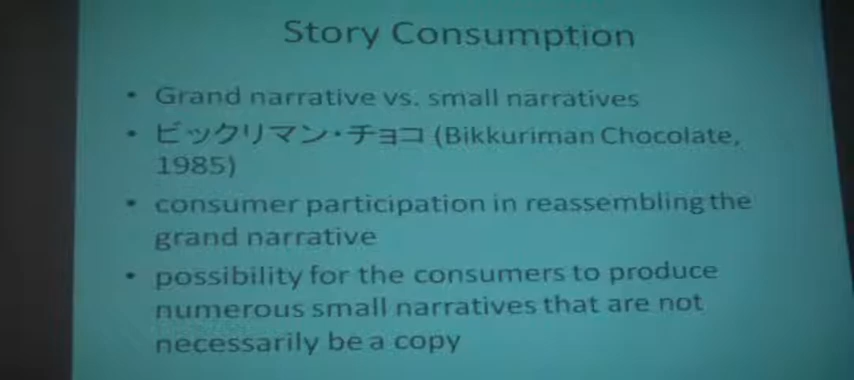 Story Consumption
• Grand narrative vs. small narratives
• ビックリマン・チョコ (Bikkuriman Chocolate,
1985)
• consumer participation in reassembling the
grand narrative
• possibility for the consumers to produce
numerous small narratives that are not
necessarily be a copy